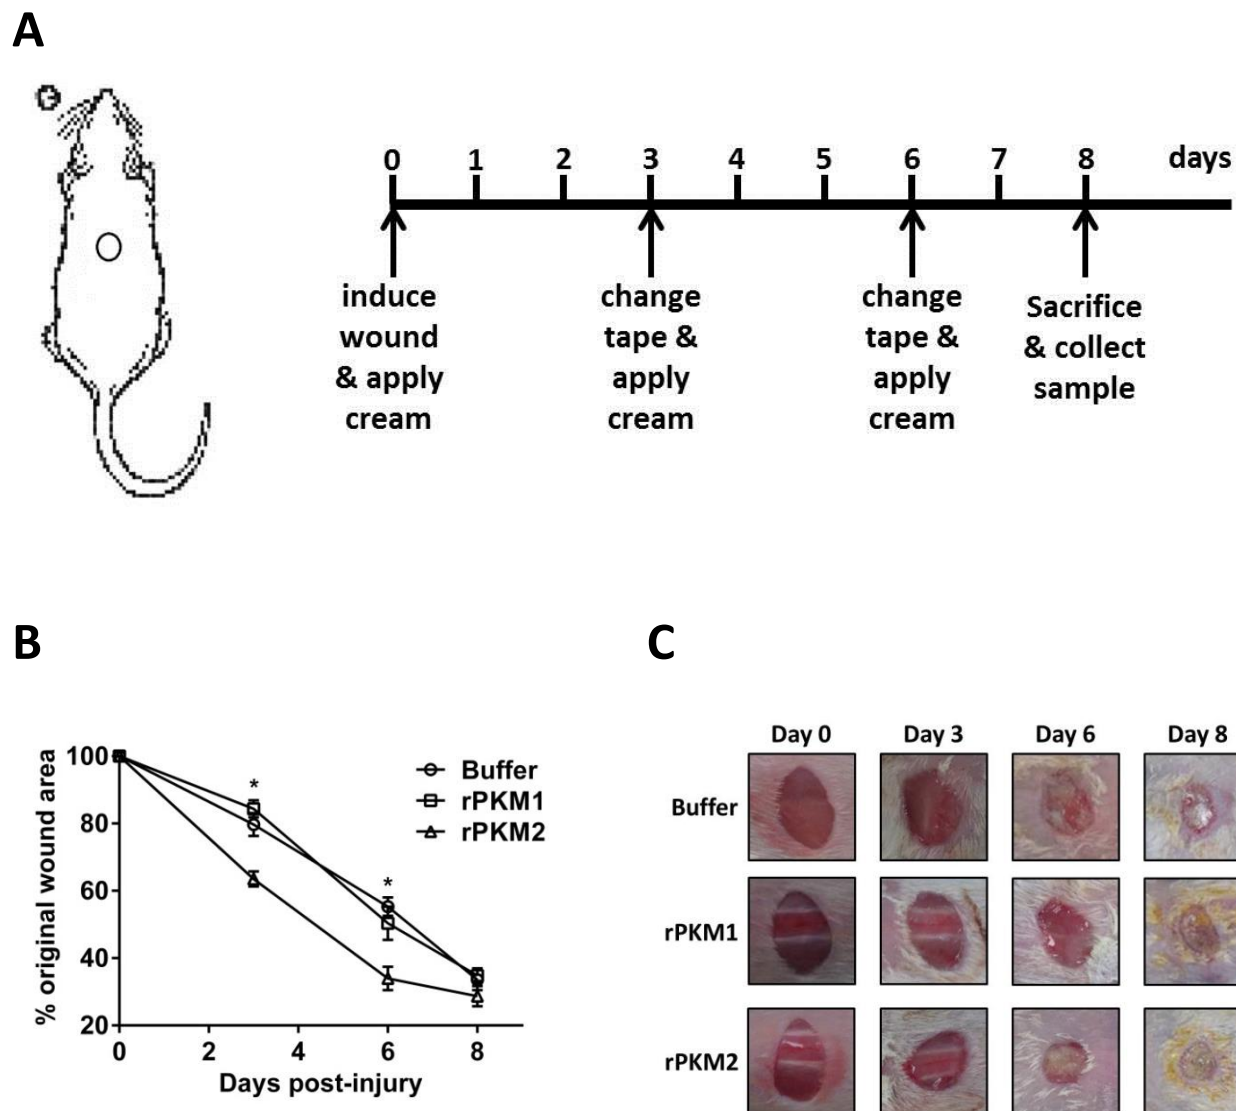 A
0 1 2 3 4 5 6 7 8 days
induce
wound
& apply
cream
change
tape &
apply
cream
change
tape &
apply
cream
Sacrifice
& collect
sample
B
% original wound area
100
80
60
40
20
0 2 4 6 8
Days post-injury
*
*
Buffer
rPKM1
rPKM2
C
Day 0 Day 3 Day 6 Day 8
Buffer
rPKM1
rPKM2